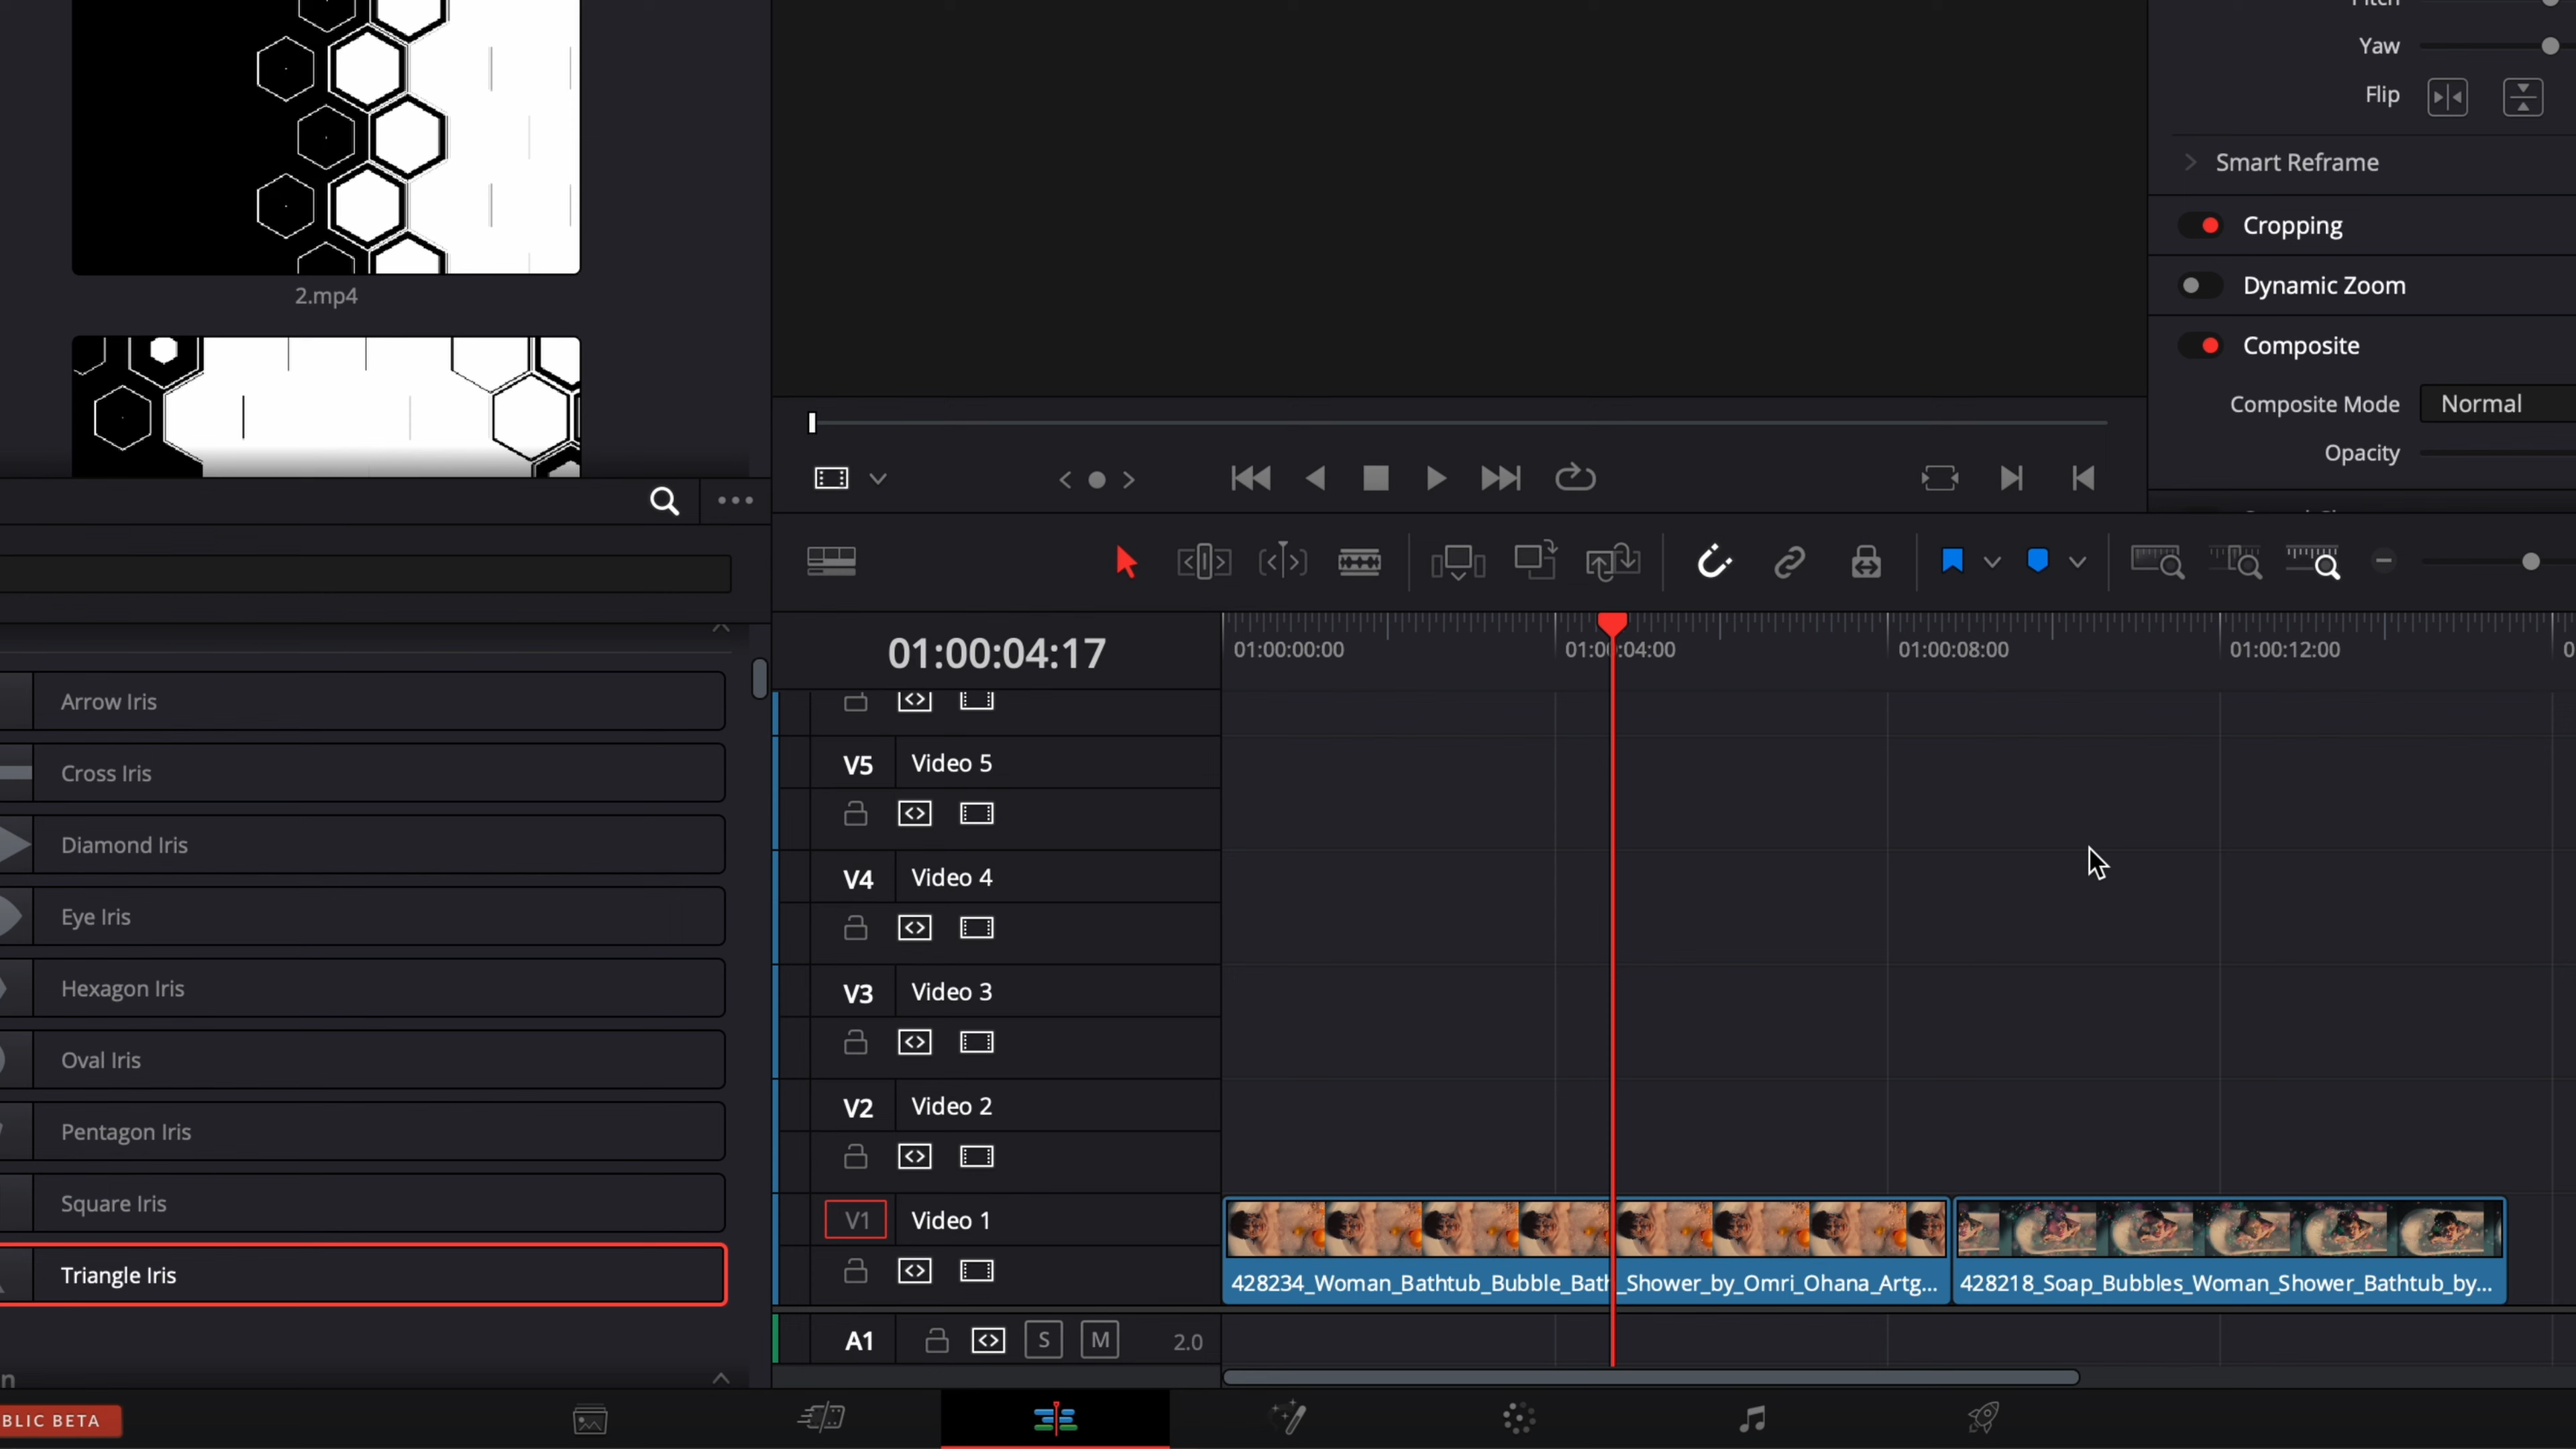 2.mp4
Arrow Iris
Cross Iris
Diamond Iris
Eye Iris
Hexagon Iris
Oval Iris
Pentagon Iris
Square Iris
Triangle Iris
BLIC BETA
01:00:04:17
01:00:00:00
01:00:04:00
01:00:08:00
01:00:12:00
V5 Video 5
V4 Video 4
V3 Video 3
V2 Video 2
V1 Video 1
A1 S M 2.0
428234_Woman_Bathtub_Bubble_Bath_Shower_by_Omri_Ohana_Artg...
428218_Soap_Bubbles_Woman_Shower_Bathtub_by...
Pitch
Yaw
Flip
Smart Reframe
Cropping
Dynamic Zoom
Composite
Composite Mode Normal
Opacity